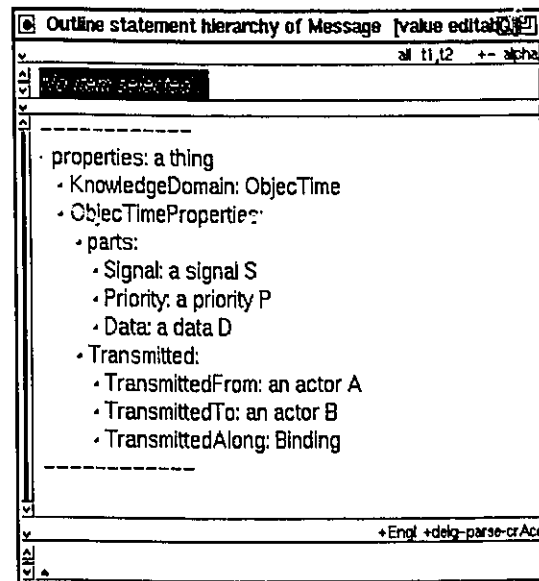 Outline statement hierarchy of Message [value editab
all t1,t2 +- alpha
No item selected
-------------
- properties: a thing
- KnowledgeDomain: ObjecTime
- ObjecTimeProperties:
- parts:
- Signal: a signal S
- Priority: a priority P
- Data: a data D
- Transmitted:
- TransmittedFrom: an actor A
- TransmittedTo: an actor B
- TransmittedAlong: Binding
-------------
+Engl +delg-parse-crAcc